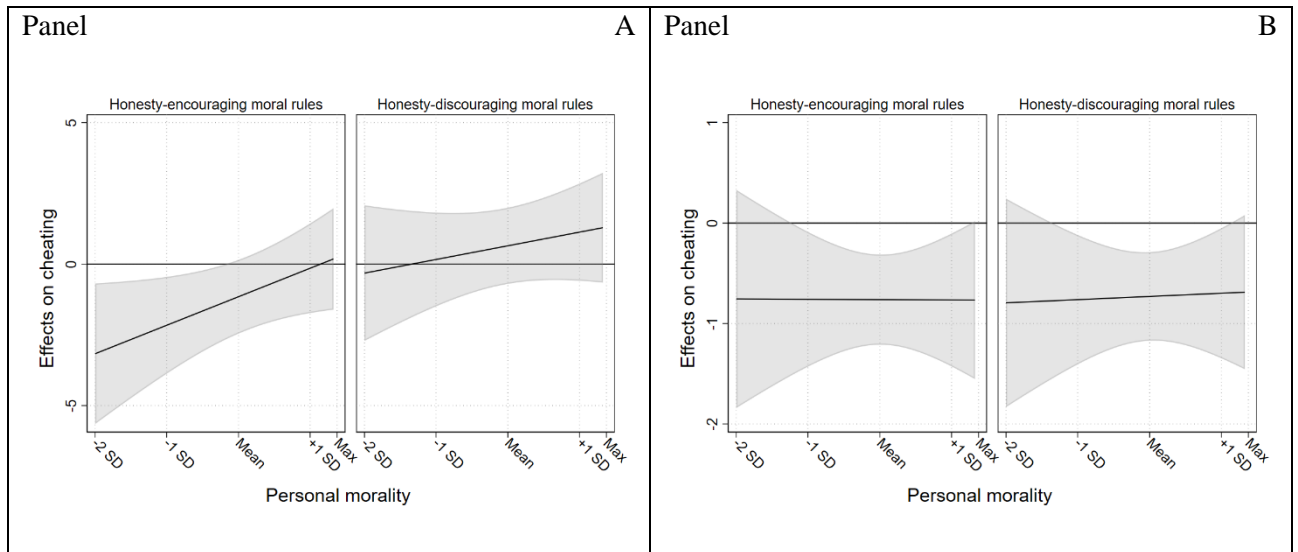 Panel A
Honesty-encouraging moral rules Honesty-discouraging moral rules
Effects on cheating
5
0
-5
-2 SD -1 SD Mean +1 SD Max -2 SD -1 SD Mean +1 SD Max
Personal morality
Panel B
Honesty-encouraging moral rules Honesty-discouraging moral rules
Effects on cheating
1
0
-1
-2
-2 SD -1 SD Mean +1 SD Max -2 SD -1 SD Mean +1 SD Max
Personal morality